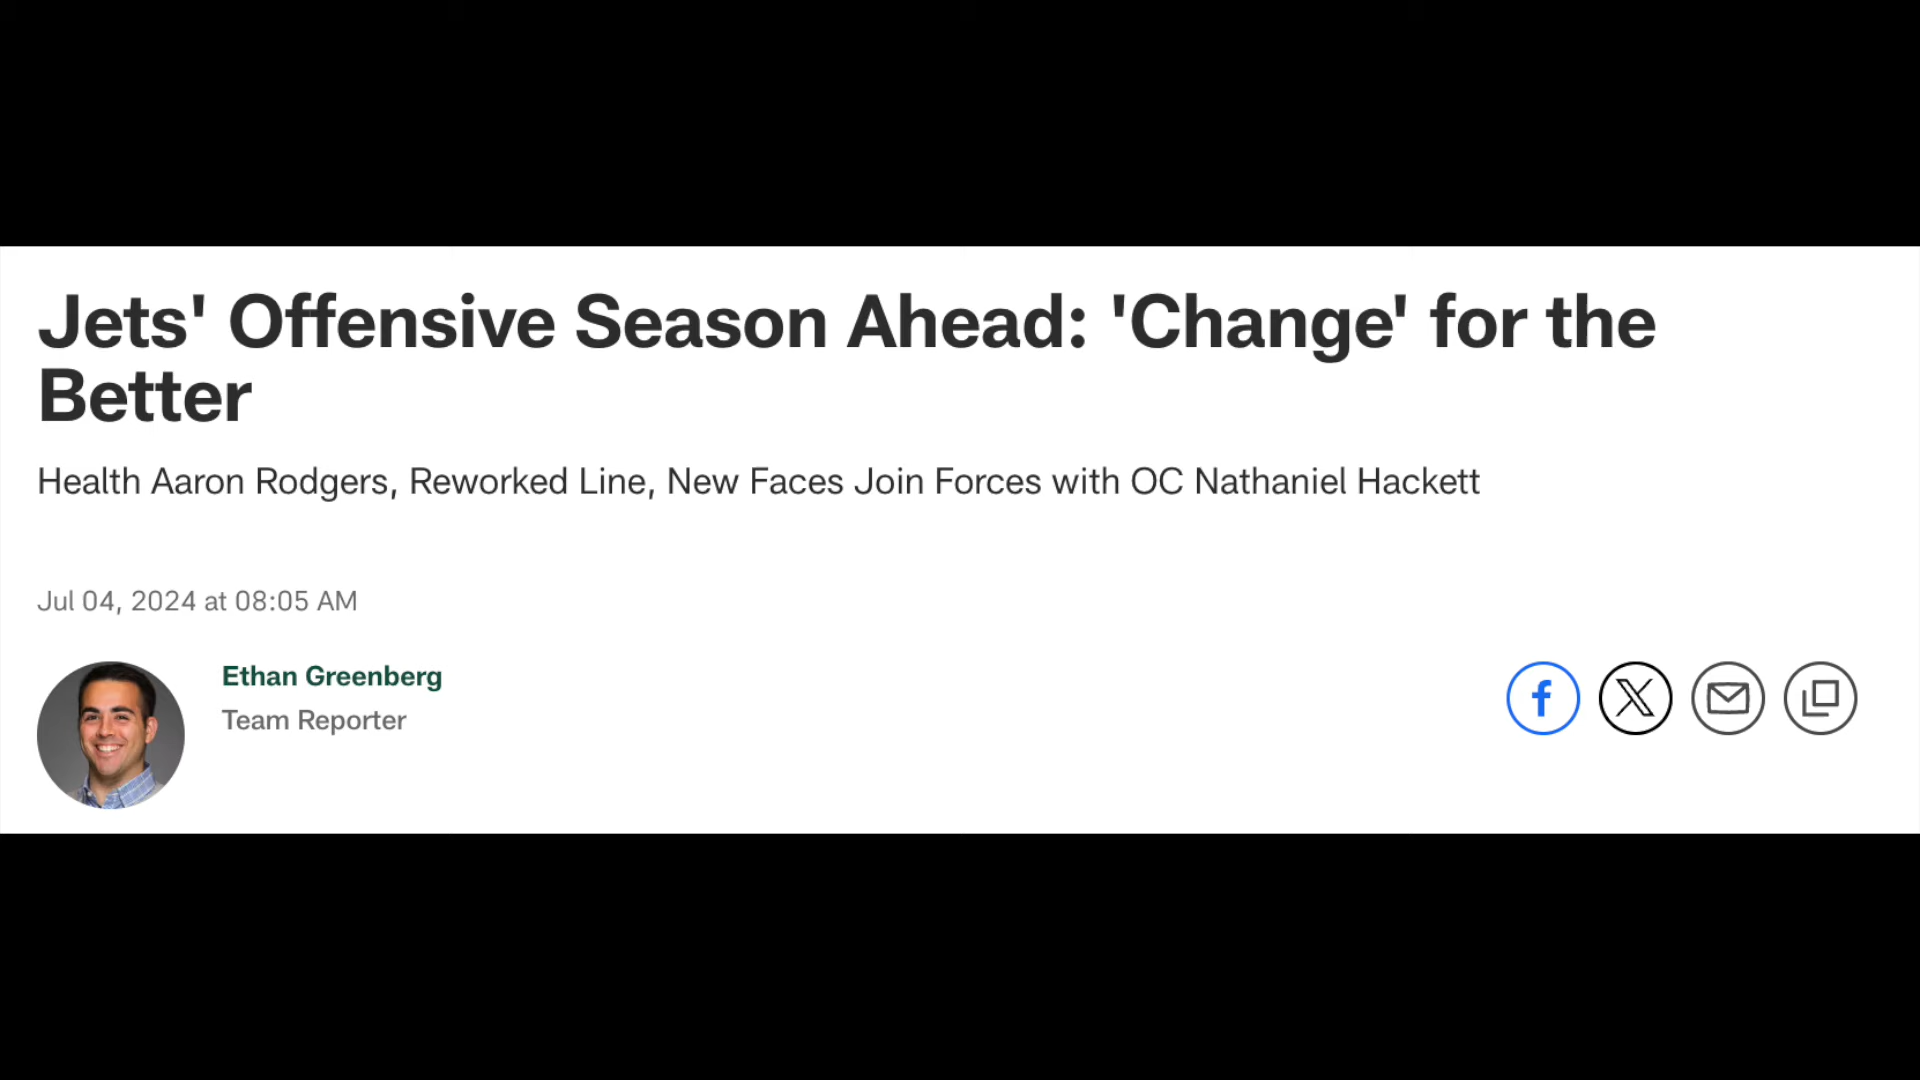 Jets' Offensive Season Ahead: 'Change' for the
Better
Health Aaron Rodgers, Reworked Line, New Faces Join Forces with OC Nathaniel Hackett
Jul 04, 2024 at 08:05 AM
Ethan Greenberg
Team Reporter